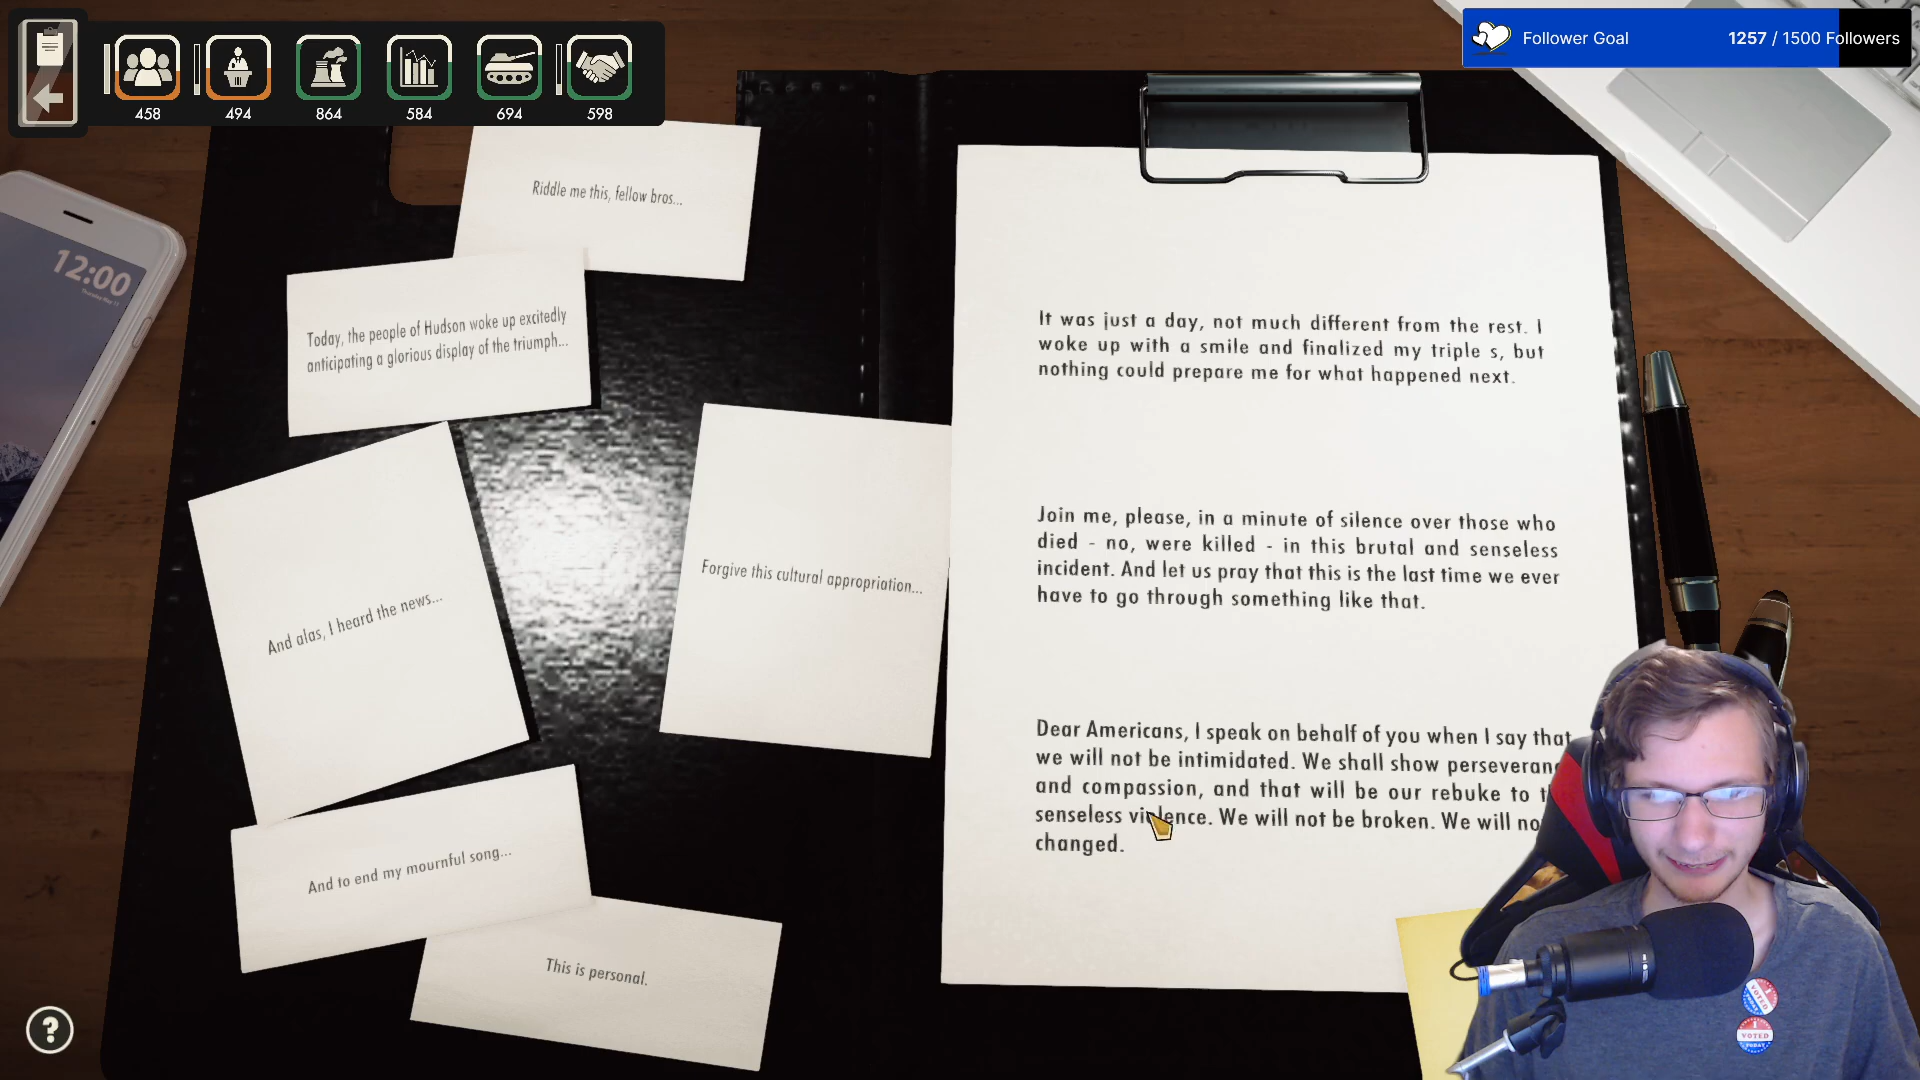 Follower Goal 1257 / 1500 Followers
458 494 864 584 694 598
12:00
Riddle me this, fellow bros...
Today, the people of Hudson woke up excitedly
anticipating a glorious display of the triumph...
And alas, I heard the news...
Forgive this cultural appropriation...
And to end my mournful song...
This is personal.
It was just a day, not much different from the rest. I
woke up with a smile and finalized my triple s, but
nothing could prepare me for what happened next.
Join me, please, in a minute of silence over those who
died - no, were killed - in this brutal and senseless
incident. And let us pray that this is the last time we ever
have to go through something like that.
Dear Americans, I speak on behalf of you when I say that
we will not be intimidated. We shall show
and compassion, and that will be our rebuke to
senseless violence. We will not be broken. We will
changed.
?
I VOTED
TODAY
I VOTED
TODAY